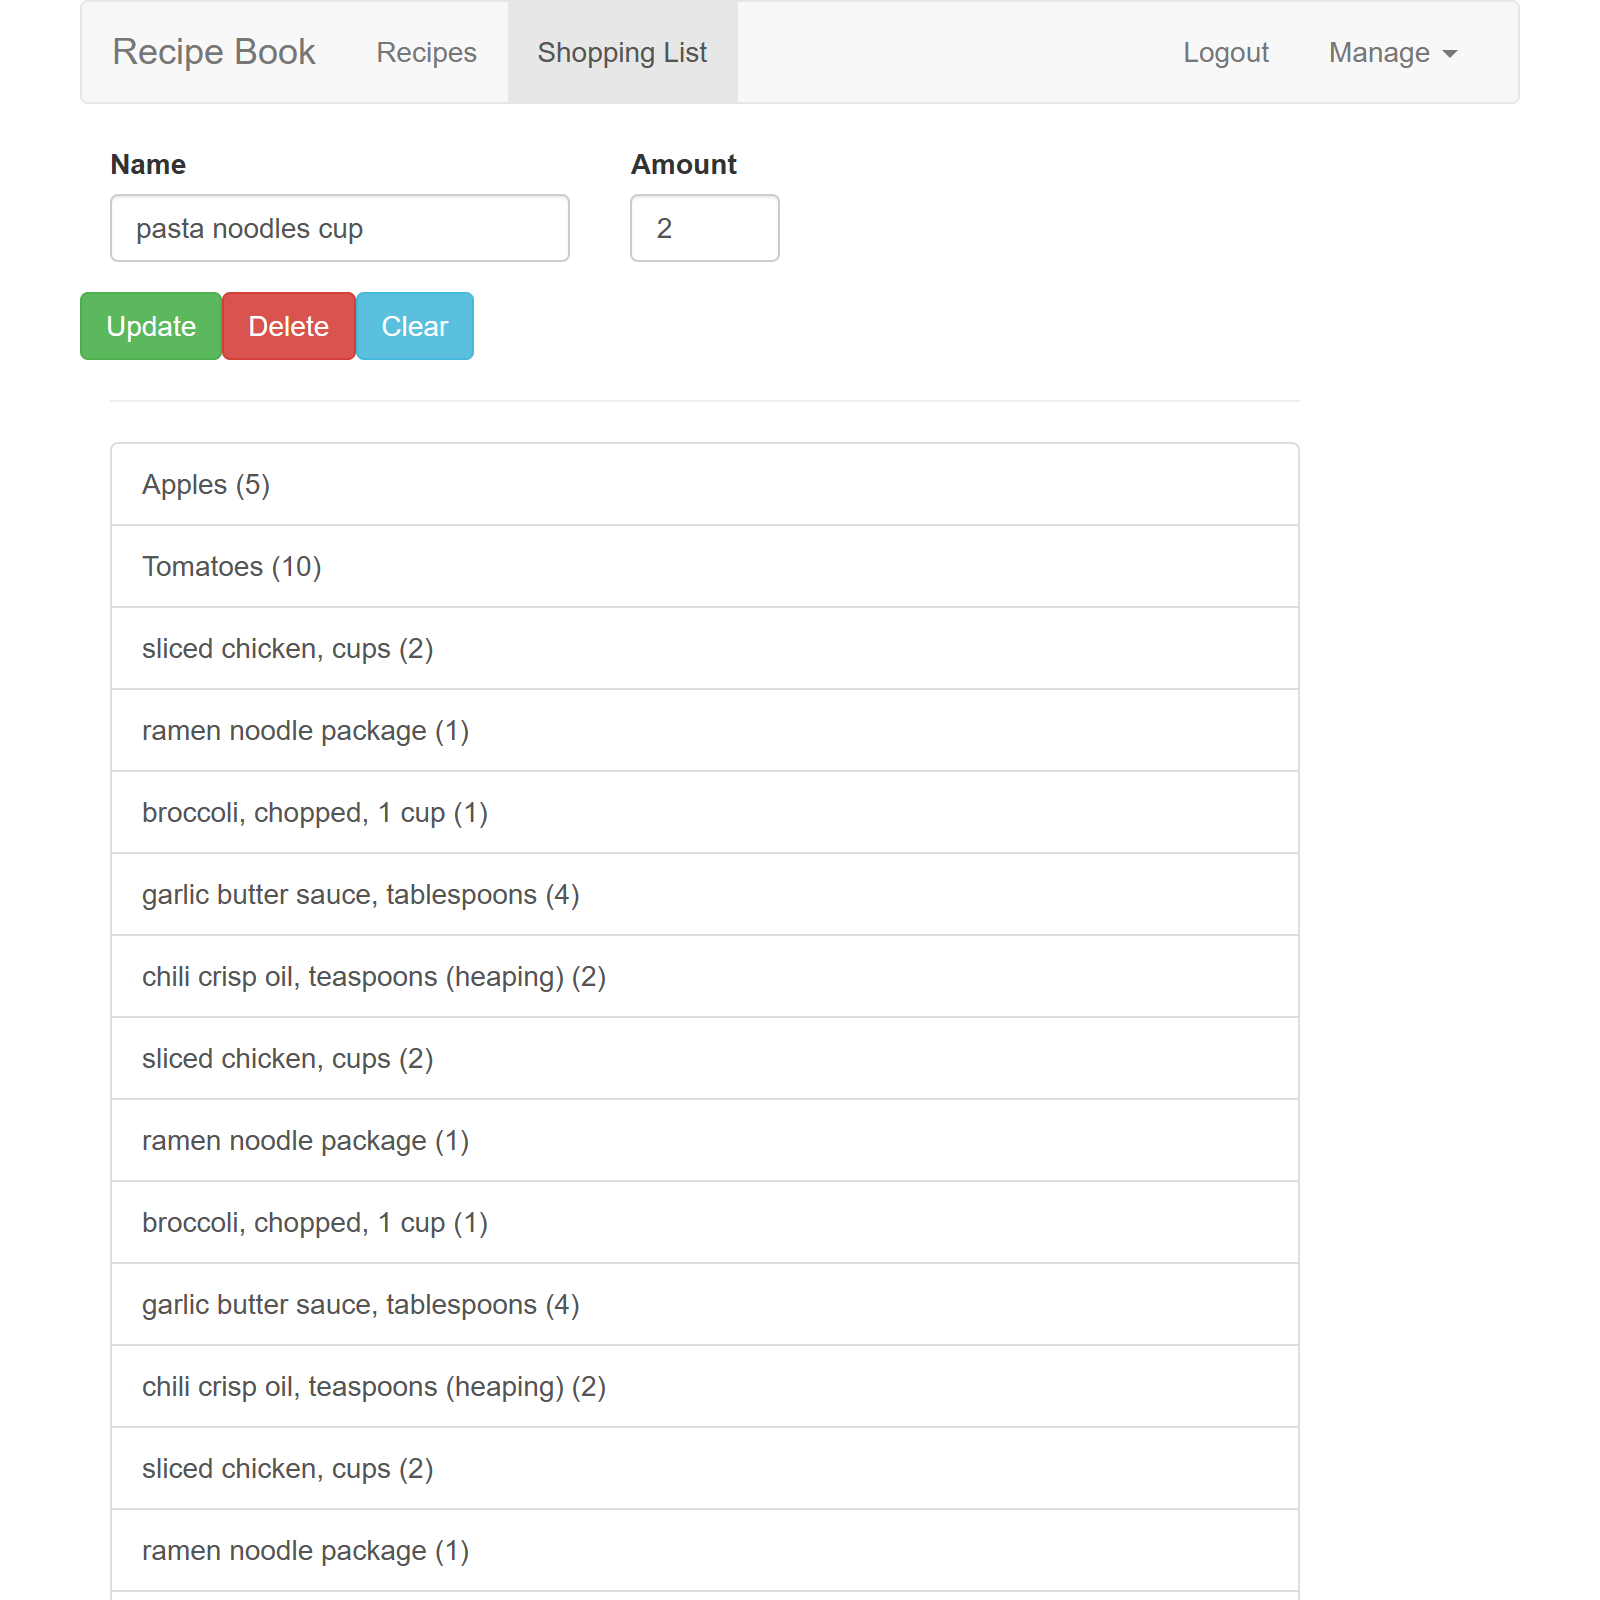 Recipe Book Recipes Shopping List Logout Manage
Name Amount
pasta noodles cup 2
Update Delete Clear
Apples (5)
Tomatoes (10)
sliced chicken, cups (2)
ramen noodle package (1)
broccoli, chopped, 1 cup (1)
garlic butter sauce, tablespoons (4)
chili crisp oil, teaspoons (heaping) (2)
sliced chicken, cups (2)
ramen noodle package (1)
broccoli, chopped, 1 cup (1)
garlic butter sauce, tablespoons (4)
chili crisp oil, teaspoons (heaping) (2)
sliced chicken, cups (2)
ramen noodle package (1)